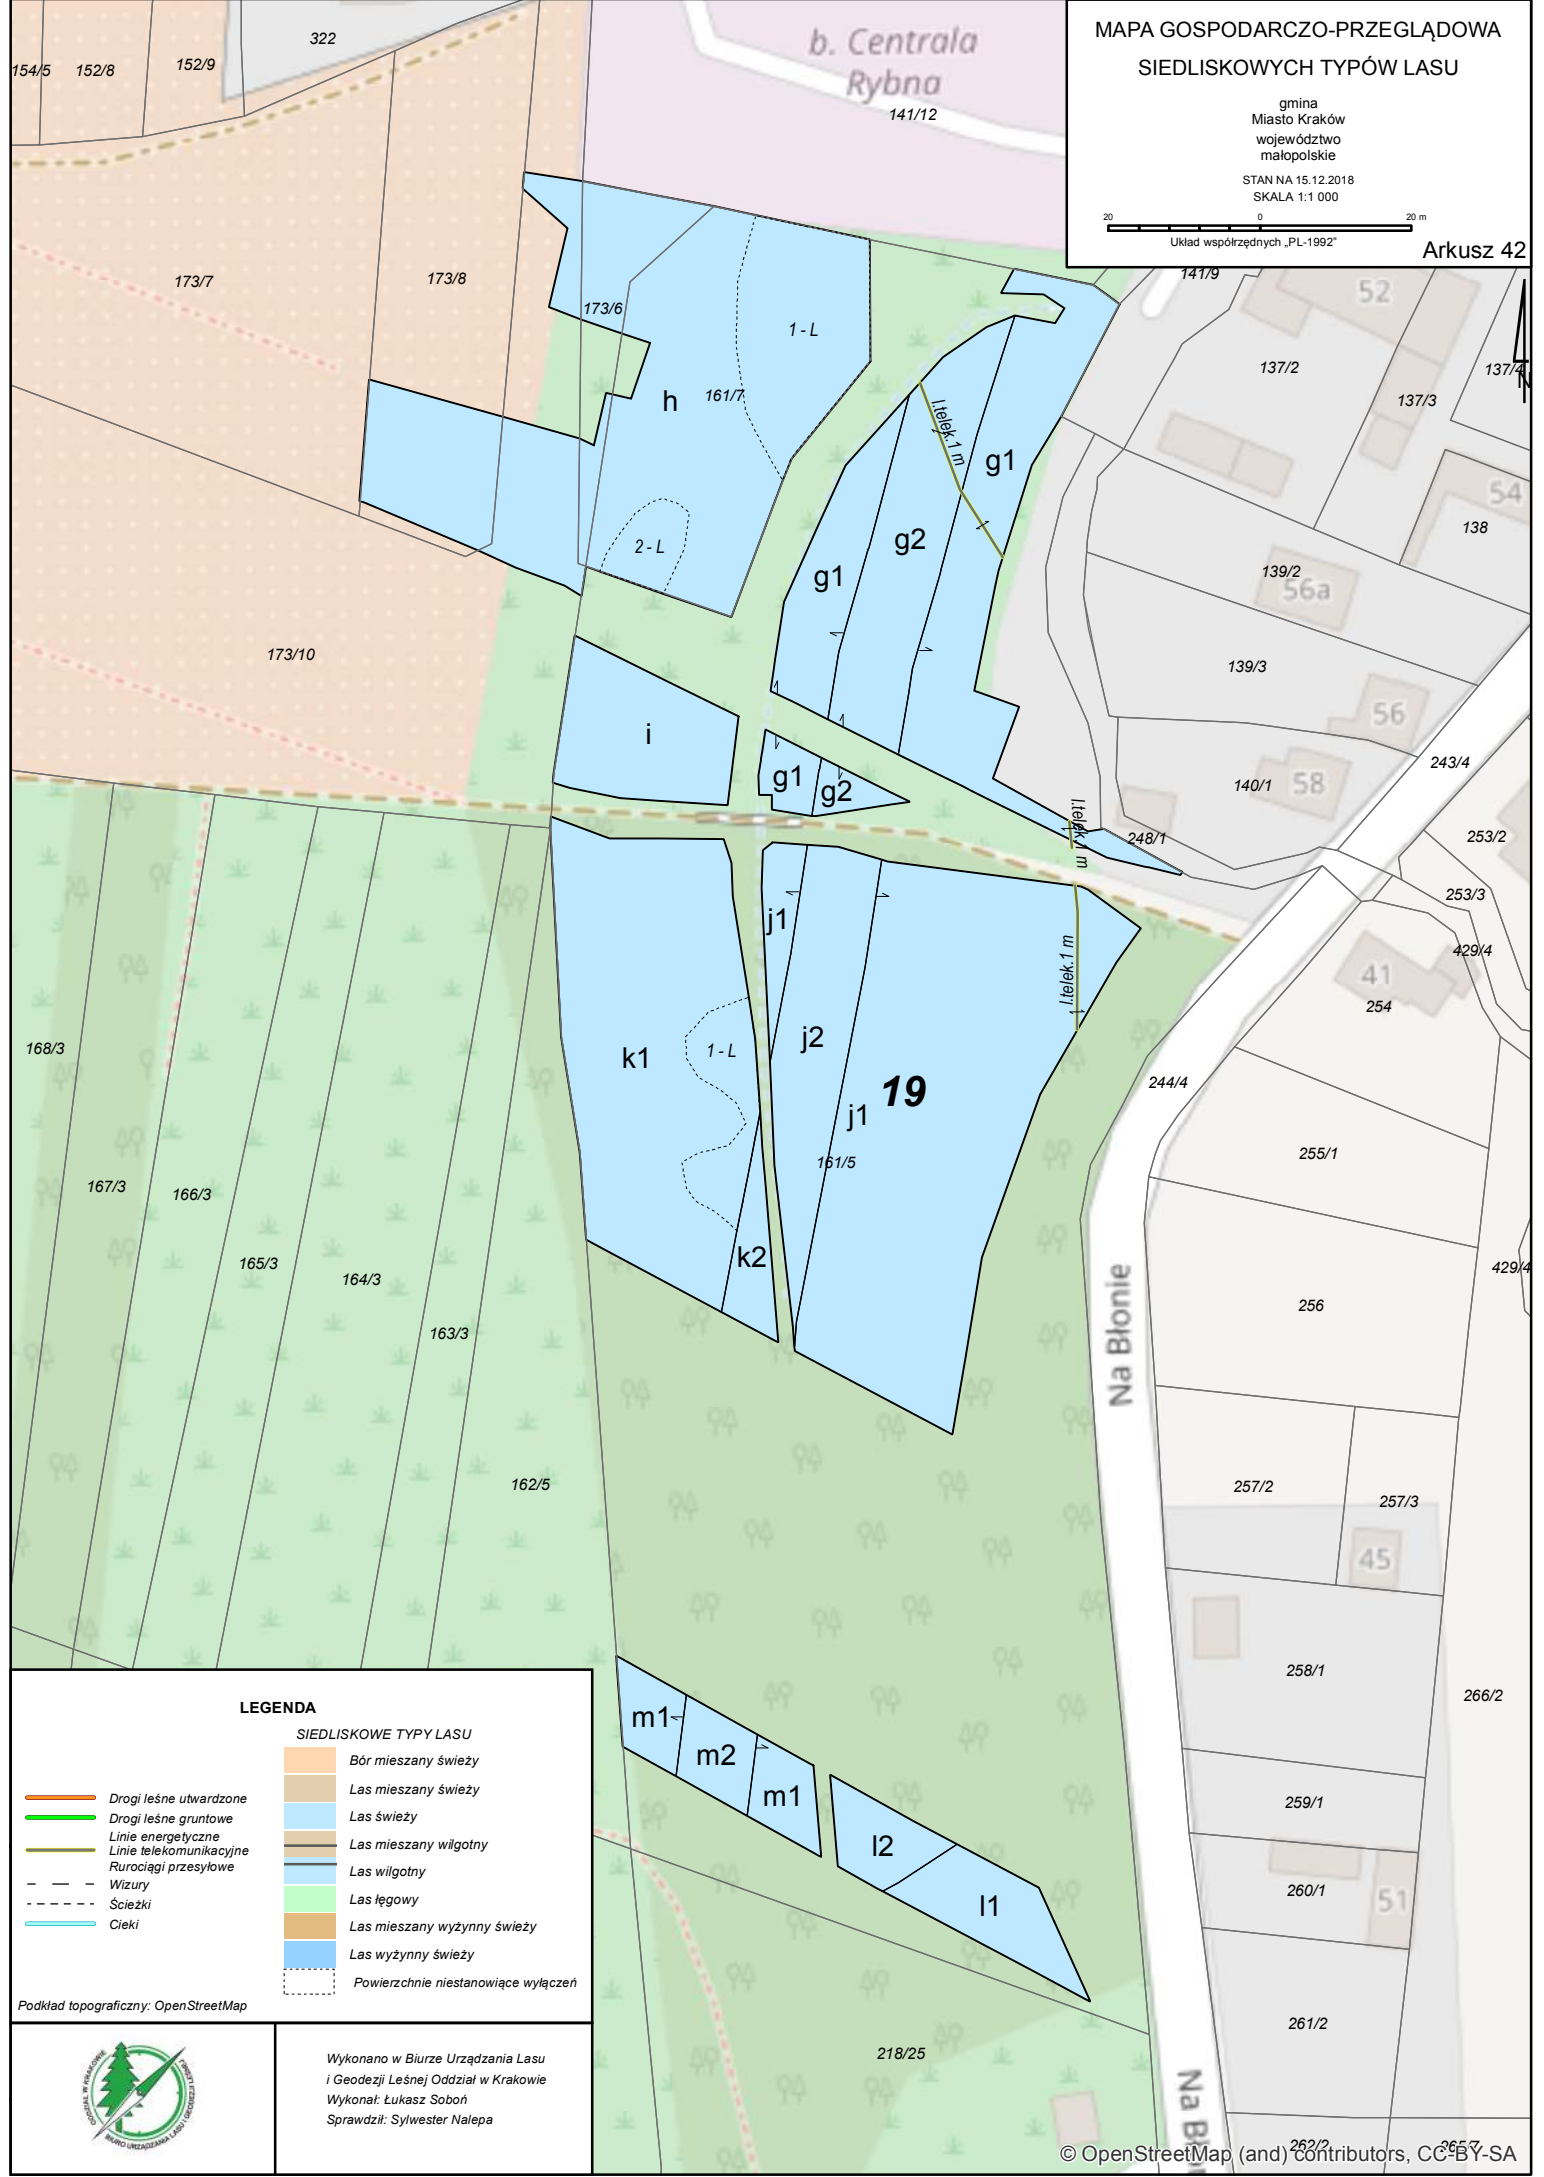 MAPA GOSPODARCZO-PRZEGLĄDOWA
SIEDLISKOWYCH TYPÓW LASU
gmina
Miasto Kraków
województwo
małopolskie
STAN NA 15.12.2018
SKALA 1:1 000
20 0 20 m
Układ współrzędnych „PL-1992”
Arkusz 42
N
b. Centrala
Rybna
141/12
322
154/5
152/8
152/9
173/7
173/8
173/6
1 - L
h
161/7
2 - L
173/10
141/9
52
137/2
137/4
137/3
54
138
l.telek.1 m
g1
g2
g1
139/2
56a
139/3
56
243/4
140/1
58
i
g1
g2
l.telek.1 m
248/1
253/2
253/3
429/4
41
254
j1
l.telek.1 m
168/3
k1
1 - L
j2
19
j1
161/5
244/4
255/1
167/3
166/3
165/3
164/3
163/3
k2
256
429/4
Na Błonie
162/5
257/2
257/3
45
258/1
266/2
m1
m2
m1
l2
l1
259/1
260/1
51
261/2
218/25
262/2
Na Bło
LEGENDA
SIEDLISKOWE TYPY LASU
Bór mieszany świeży
Las mieszany świeży
Las świeży
Las mieszany wilgotny
Las wilgotny
Las łęgowy
Las mieszany wyżynny świeży
Las wyżynny świeży
Powierzchnie niestanowiące wyłączeń
Drogi leśne utwardzone
Drogi leśne gruntowe
Linie energetyczne
Linie telekomunikacyjne
Rurociągi przesyłowe
Wizury
Ścieżki
Cieki
Podkład topograficzny: OpenStreetMap
ODDZIAŁ W KRAKOWIE
BIURO URZĄDZANIA LASU I GEODEZJI LEŚNEJ
Wykonano w Biurze Urządzania Lasu
i Geodezji Leśnej Oddział w Krakowie
Wykonał: Łukasz Soboń
Sprawdził: Sylwester Nalepa
© OpenStreetMap (and) contributors, CC-BY-SA